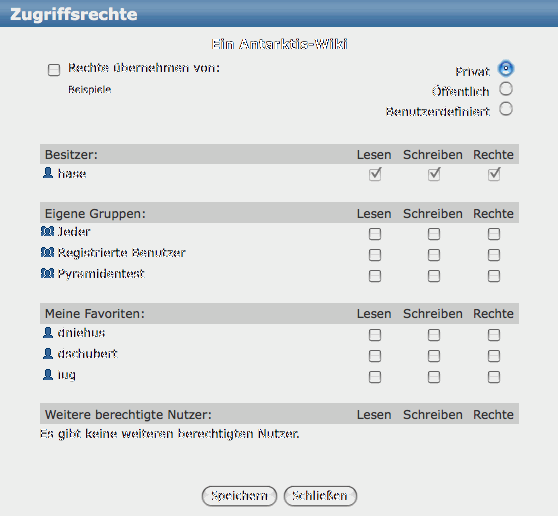 Zugriffsrechte
Ein Antarktis-Wiki
Rechte übernehmen von: Privat
Beispiele Öffentlich
Benutzerdefiniert
Besitzer: Lesen Schreiben Rechte
hase
Eigene Gruppen: Lesen Schreiben Rechte
Jeder
Registrierte Benutzer
Pyramidentest
Meine Favoriten: Lesen Schreiben Rechte
dniehus
dschubert
iug
Weitere berechtigte Nutzer: Lesen Schreiben Rechte
Es gibt keine weiteren berechtigten Nutzer.
Speichern Schließen